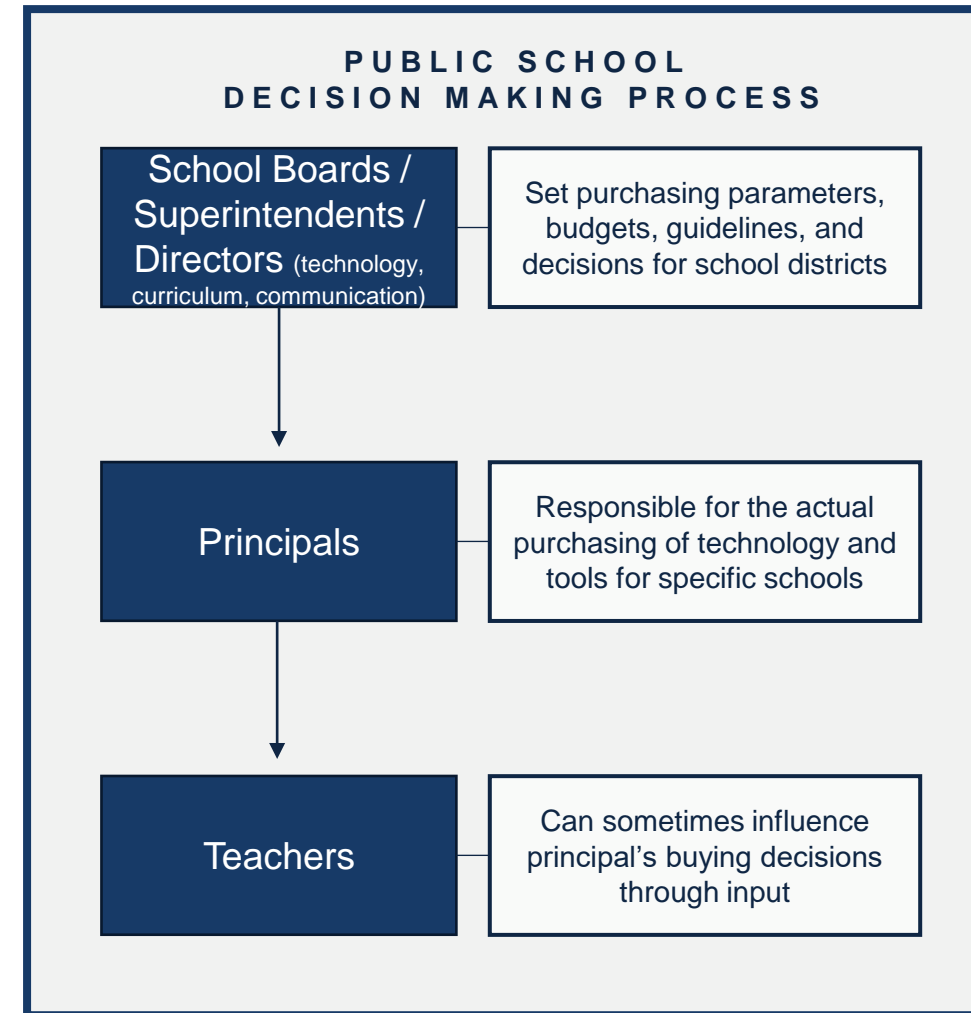 PUBLIC SCHOOL
DECISION MAKING PROCESS
School Boards /
Superintendents /
Directors (technology,
curriculum, communication)
Set purchasing parameters,
budgets, guidelines, and
decisions for school districts
Principals
Responsible for the actual
purchasing of technology and
tools for specific schools
Teachers
Can sometimes influence
principal’s buying decisions
through input